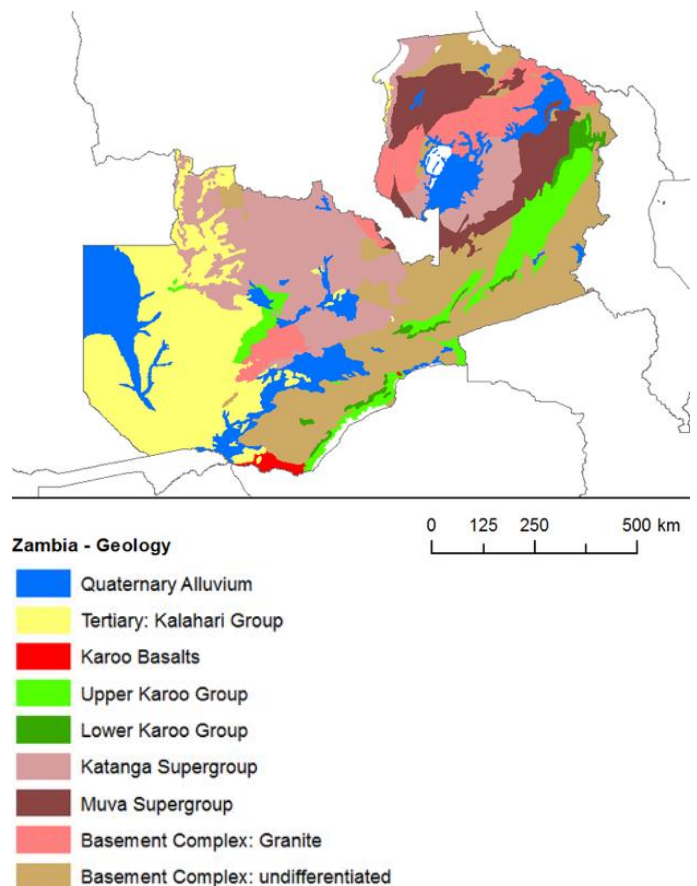 0 125 250 500 km
Zambia - Geology
Quaternary Alluvium
Tertiary: Kalahari Group
Karoo Basalts
Upper Karoo Group
Lower Karoo Group
Katanga Supergroup
Muva Supergroup
Basement Complex: Granite
Basement Complex: undifferentiated